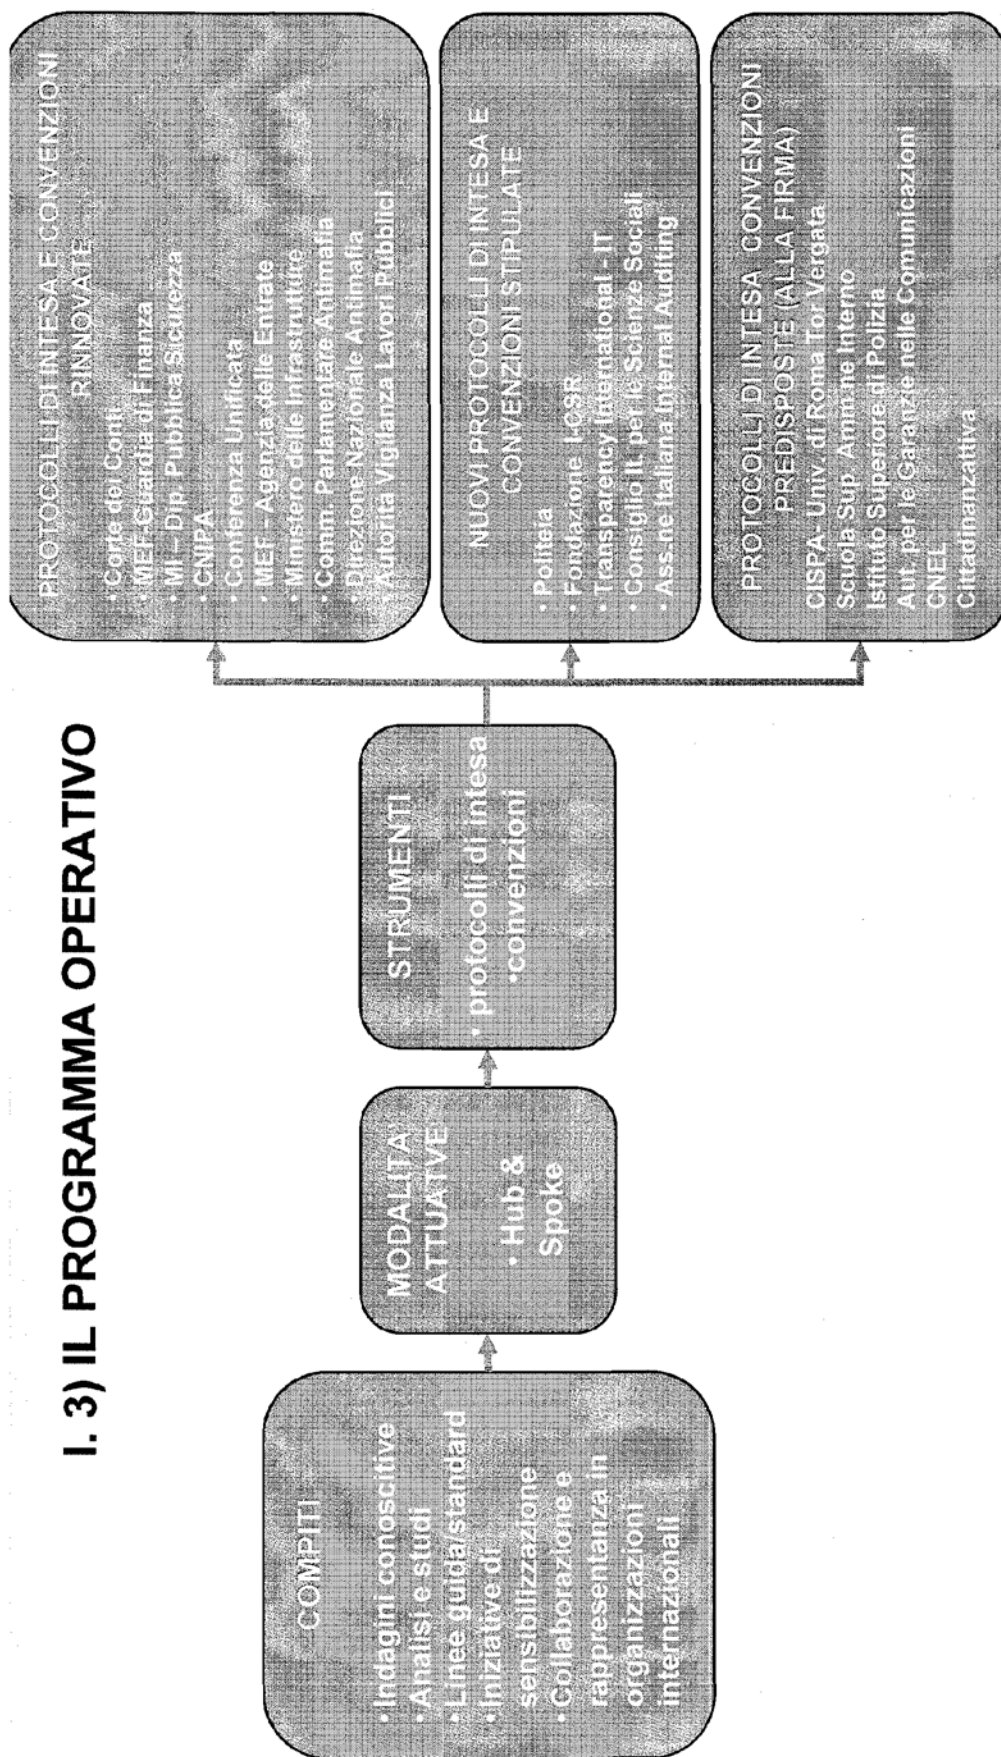 I. 3) IL PROGRAMMA OPERATIVO
COMPITI
• Indagini conoscitive
• Analisi e studi
• Linee guida/standard
• Iniziative di
sensibilizzazione
• Collaborazione e
rappresentanza in
organizzazioni
internazionali
MODALITA'
ATTUATVE
• Hub &
Spoke
STRUMENTI
• protocolli di intesa
• convenzioni
PROTOCOLLI DI INTESA E CONVENZIONI
RINNOVATE
• Corte dei Conti
• MEF-Guardia di Finanza
• MI – Dip. Pubblica Sicurezza
• CNIPA
• Conferenza Unificata
• MEF - Agenzia delle Entrate
• Ministero delle Infrastrutture
• Comm. Parlamentare Antimafia
• Direzione Nazionale Antimafia
• Autorità Vigilanza Lavori Pubblici
NUOVI PROTOCOLLI DI INTESA E
CONVENZIONI STIPULATE
• Politeia
• Fondazione I-CSR
• Transparency International - IT
• Consiglio It. per le Scienze Sociali
• Ass.ne Italiana Internal Auditing
PROTOCOLLI DI INTESA CONVENZIONI
PREDISPOSTE (ALLA FIRMA)
CISPA- Univ. di Roma Tor Vergata
Scuola Sup. Amm.ne Interno
Istituto Superiore di Polizia
Aut. per le Garanzie nelle Comunicazioni
CNEL
Cittadinanzattiva